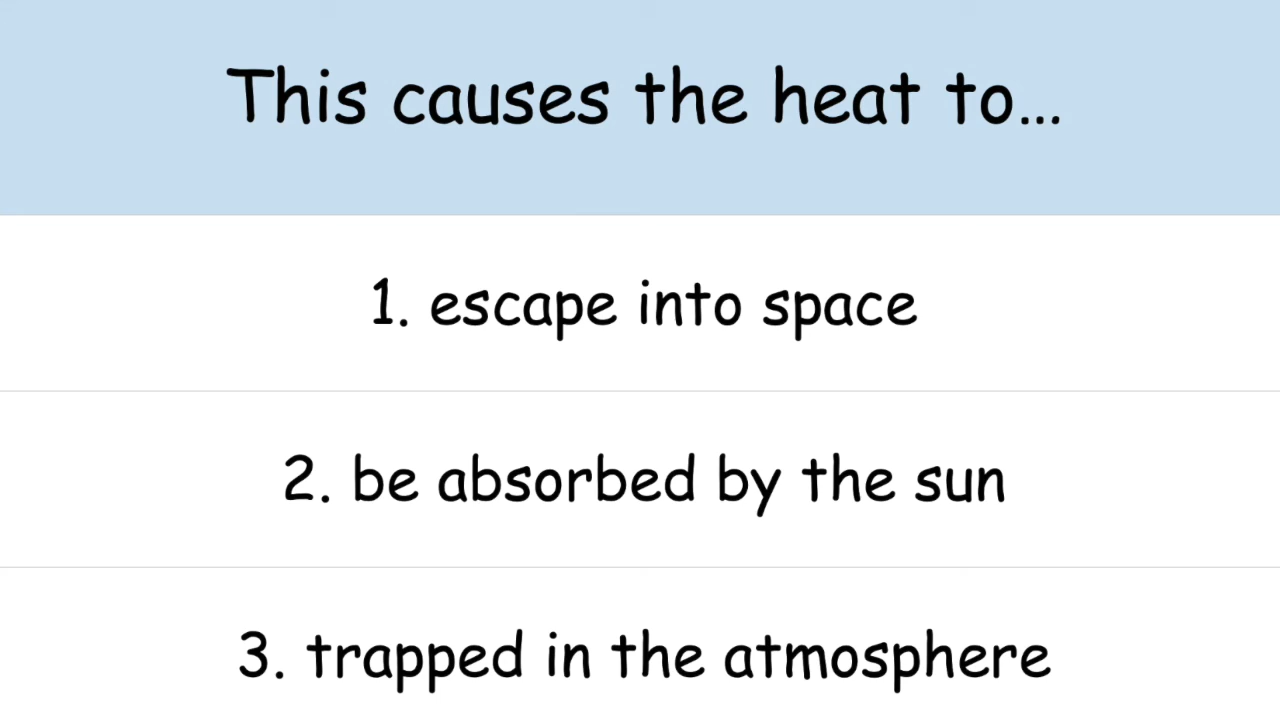 This causes the heat to...
1. escape into space
2. be absorbed by the sun
3. trapped in the atmosphere